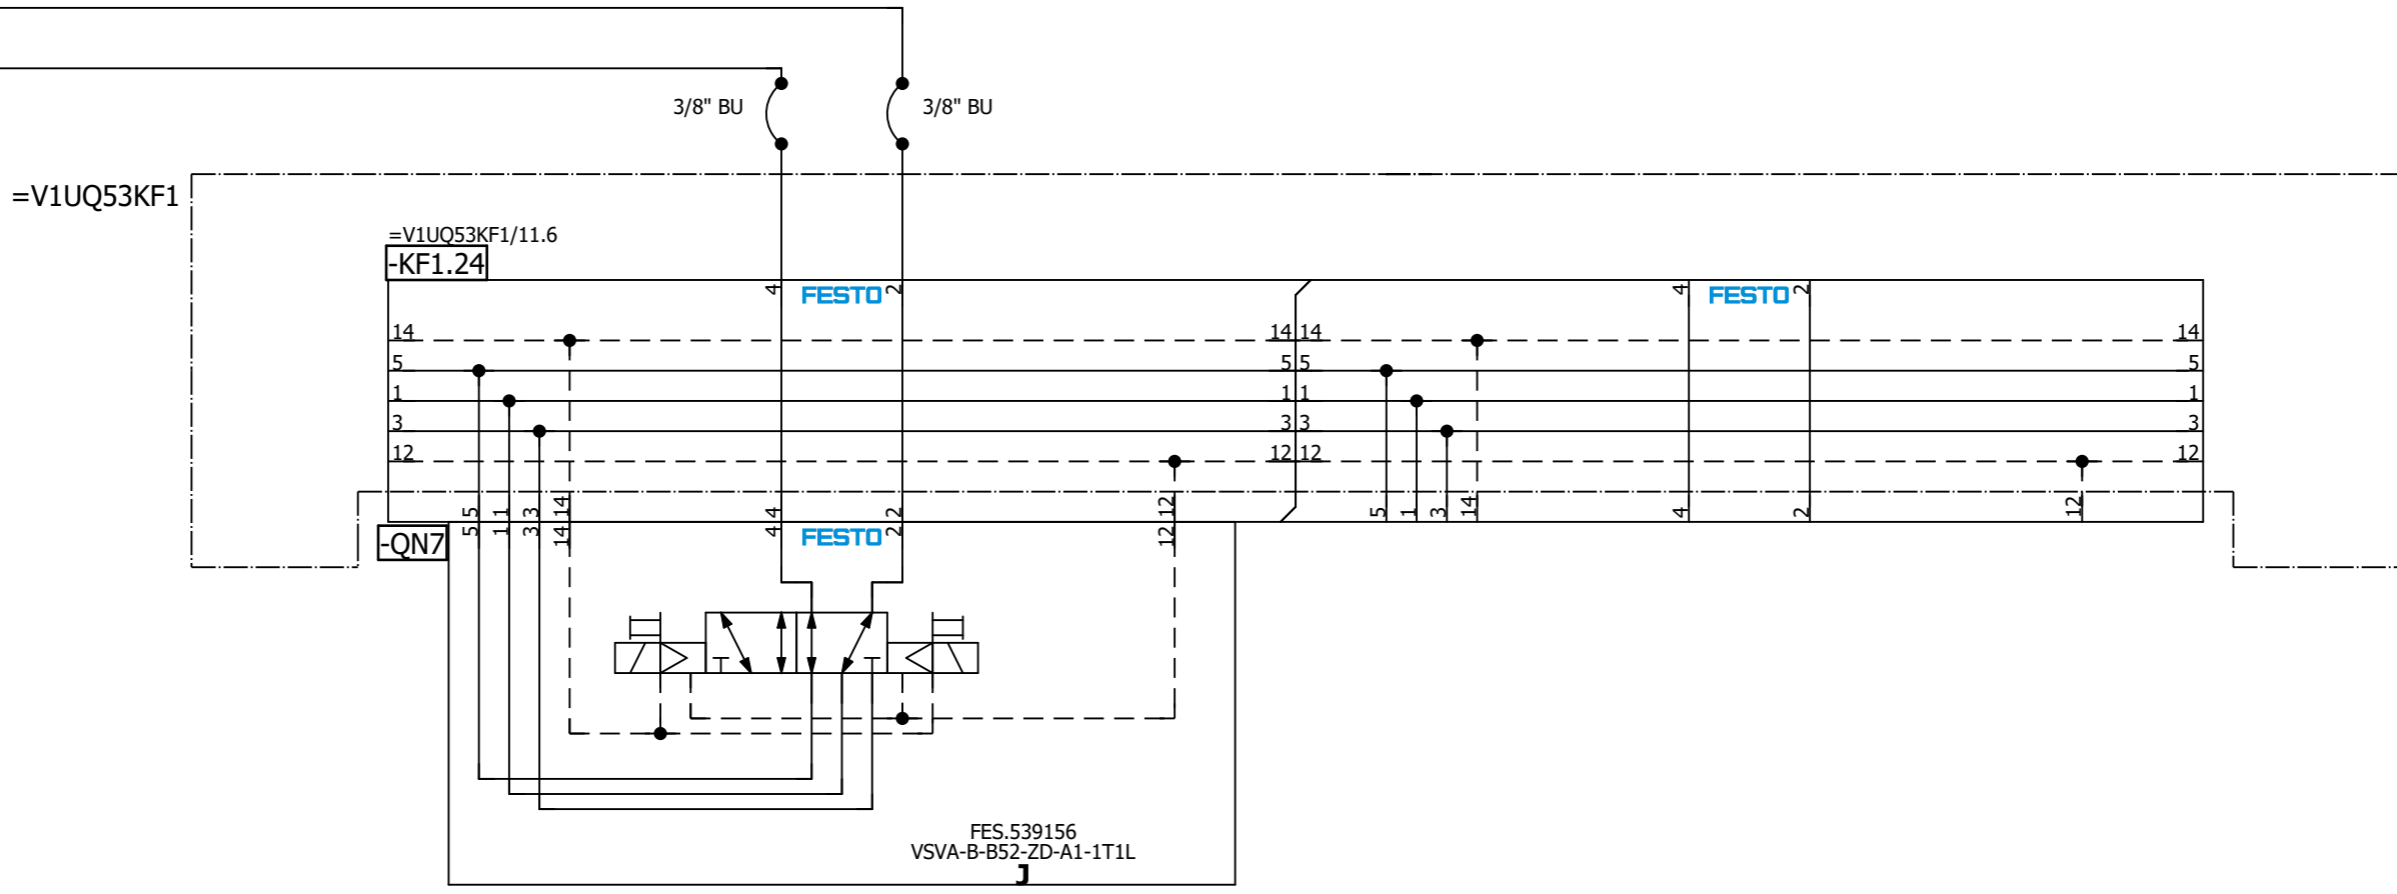 3/8" BU
3/8" BU
=V1UQ53KF1
=V1UQ53KF1/11.6
-KF1.24
4 FESTO 2 4 FESTO 2
14 14 14 14
5 5 5 5
1 1 1 1
3 3 3 3
12 12 12 12
5 1 3 14 4 2 12 5 1 3 14 4 2 12
-QN7
5 1 3 14 4 FESTO 2 12
FES.539156
VSVA-B-B52-ZD-A1-1T1L
J